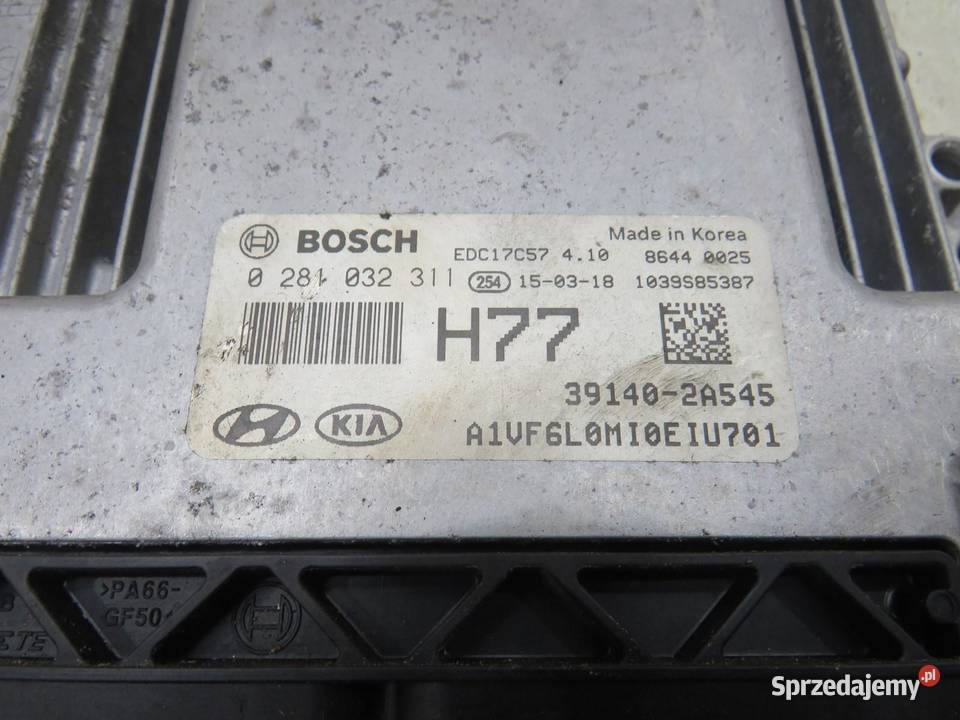 BOSCH
EDC17C57 4.10
Made in Korea
8644 0025
0 281 032 311
254
15-03-18
1039S85387
H77
39140-2A545
KIA
A1VF6L0MI0EIU701
>PA66-
GF50<
Sprzedajemy.pl